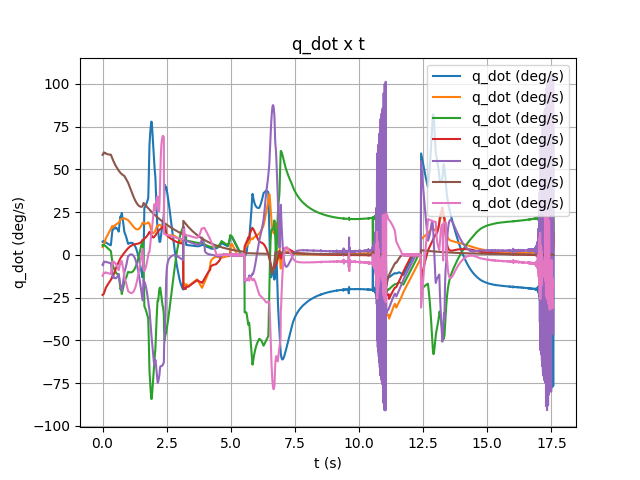 q_dot x t
100
75
50
25
0
−25
−50
−75
−100
q_dot (deg/s)
q_dot (deg/s)
q_dot (deg/s)
q_dot (deg/s)
q_dot (deg/s)
q_dot (deg/s)
q_dot (deg/s)
q_dot (deg/s)
0.0 2.5 5.0 7.5 10.0 12.5 15.0 17.5
t (s)